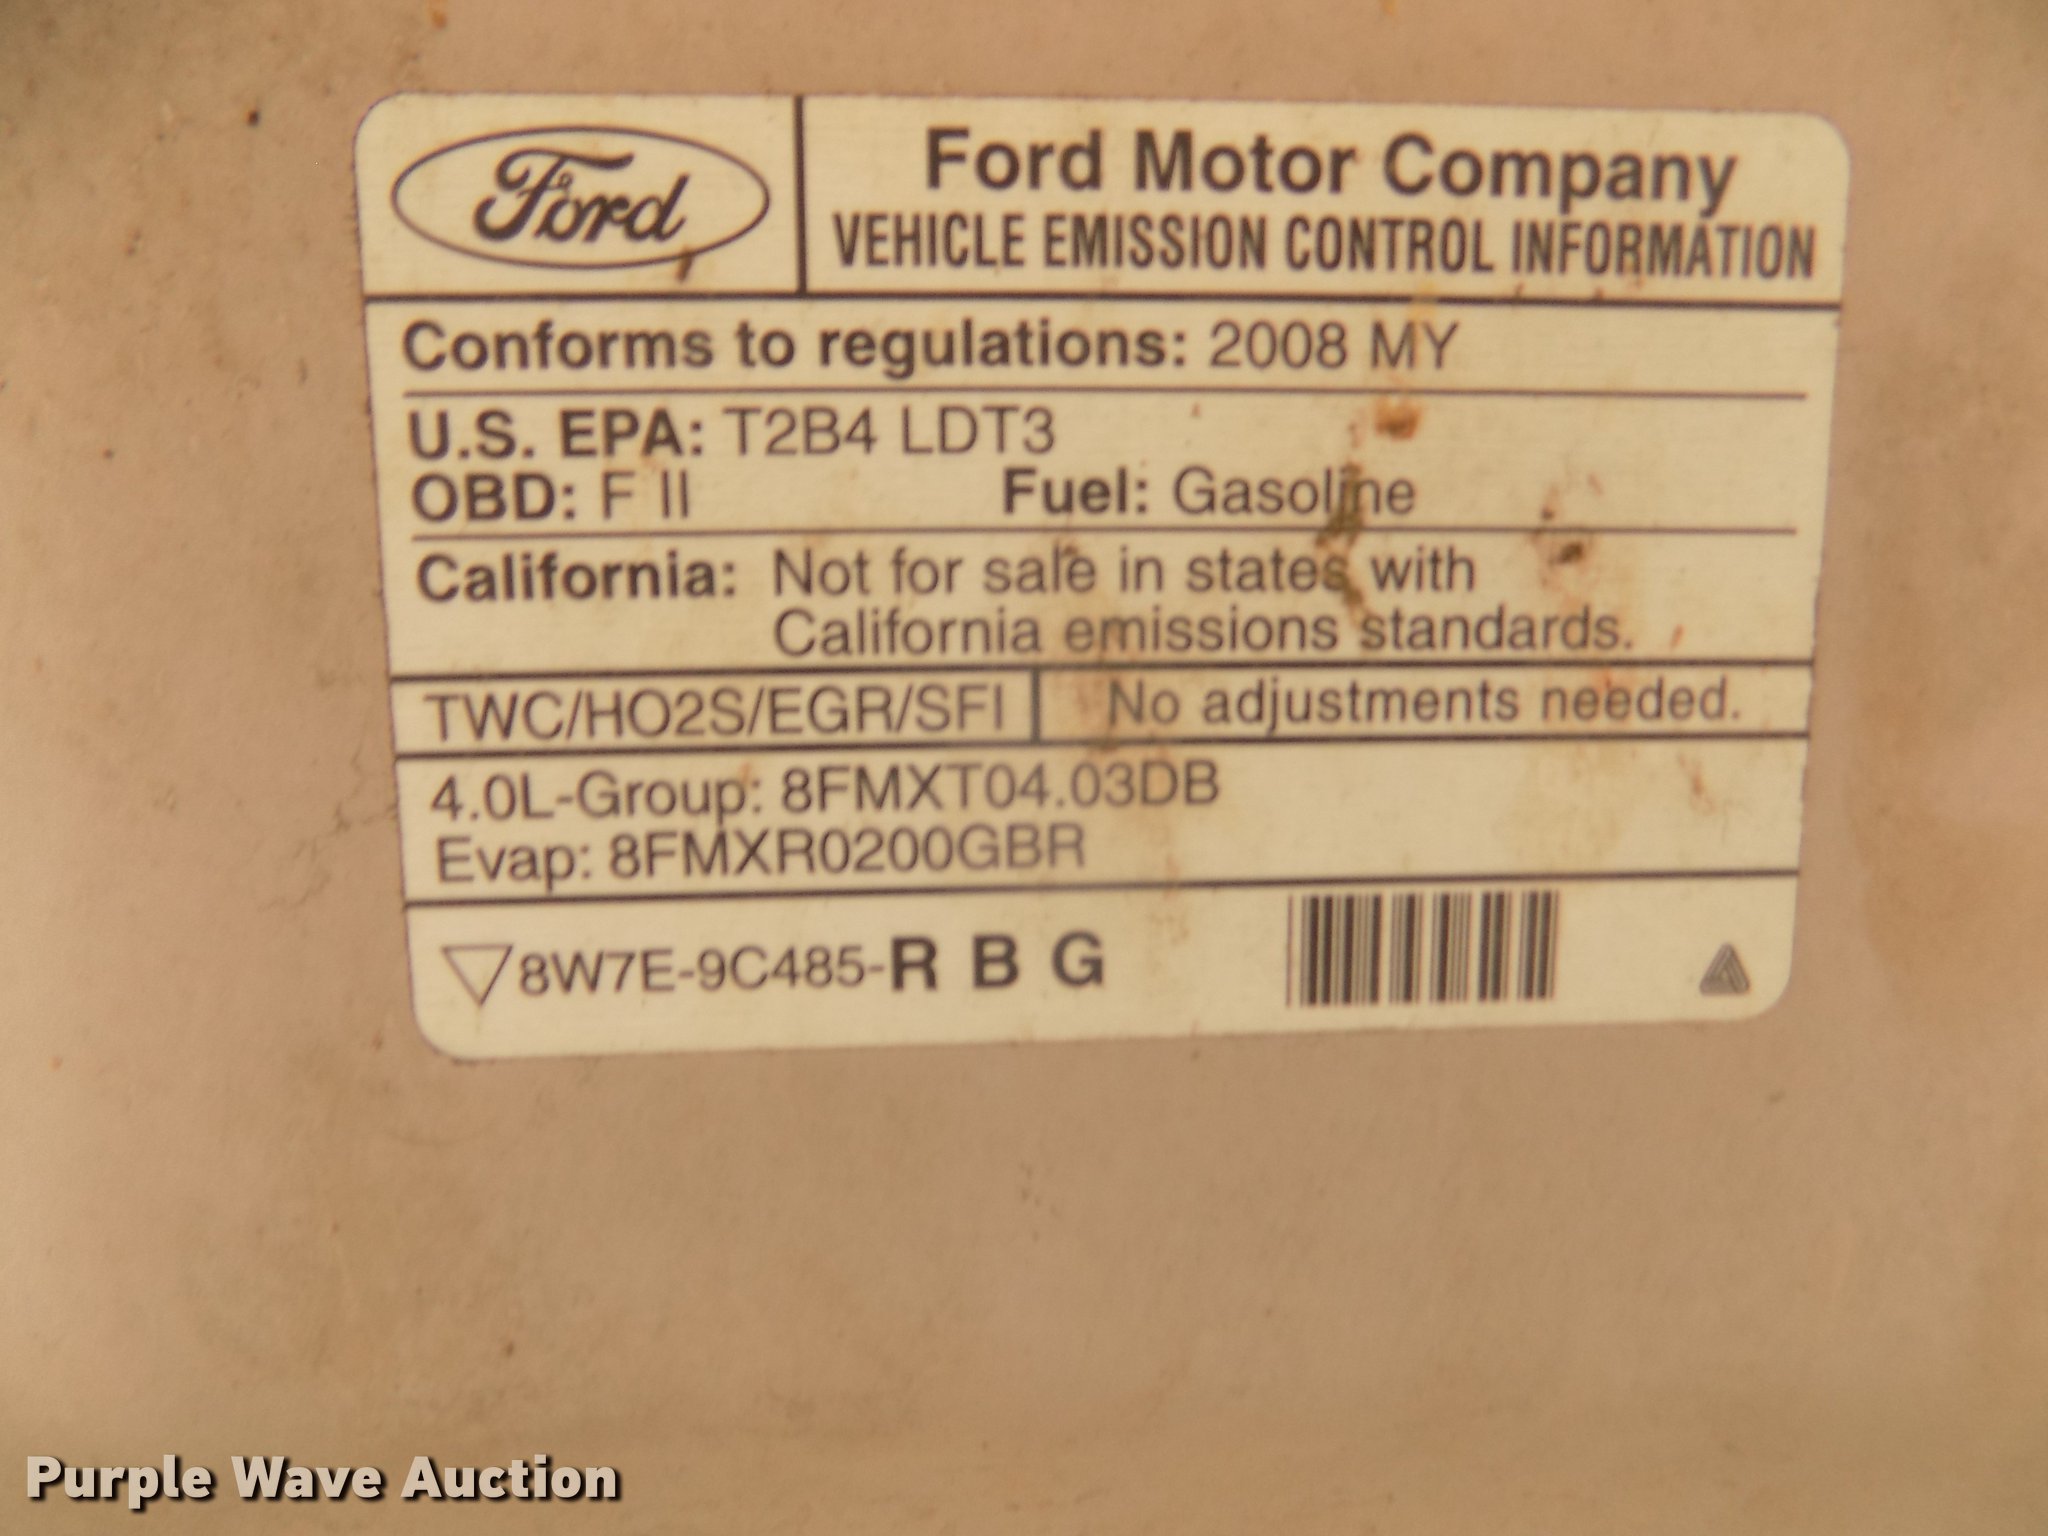 Ford
Ford Motor Company
VEHICLE EMISSION CONTROL INFORMATION
Conforms to regulations: 2008 MY
U.S. EPA: T2B4 LDT3
OBD: F II Fuel: Gasoline
California: Not for sale in states with
California emissions standards.
TWC/HO2S/EGR/SFI No adjustments needed.
4.0L-Group: 8FMXT04.03DB
Evap: 8FMXR0200GBR
8W7E-9C485-R B G
Purple Wave Auction